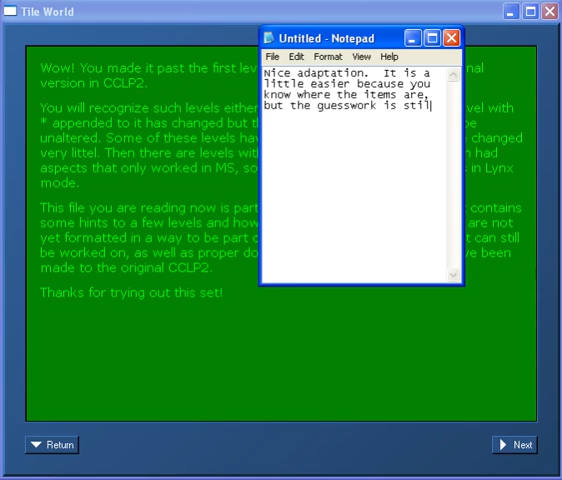 Tile World
Wow! You made it past the first lev
nal
version in CCLP2.
You will recognize such levels either
vel with
* appended to it has changed but t
be
unaltered. Some of these levels hav
e changed
very littel. Then there are levels wit
h had
aspects that only worked in MS, so
s in Lynx
mode.
This file you are reading now is part
t contains
some hints to a few levels and how
are not
yet formatted in a way to be part o
t can still
be worked on, as well as proper do
ve been
made to the original CCLP2.
Thanks for trying out this set!
Return
Next
Untitled - Notepad
File Edit Format View Help
Nice adaptation. It is a
little easier because you
know where the items are,
but the guesswork is stil